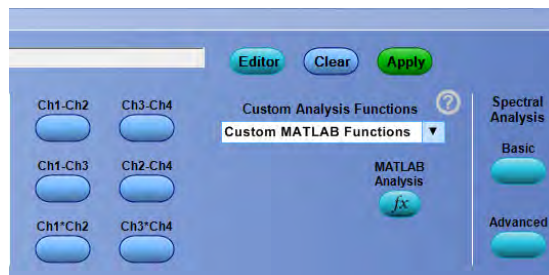 Editor Clear Apply
Ch1-Ch2 Ch3-Ch4 Custom Analysis Functions ? Spectral
Analysis
Custom MATLAB Functions
Basic
Ch1-Ch3 Ch2-Ch4 MATLAB
Analysis
fx
Ch1*Ch2 Ch3*Ch4 Advanced